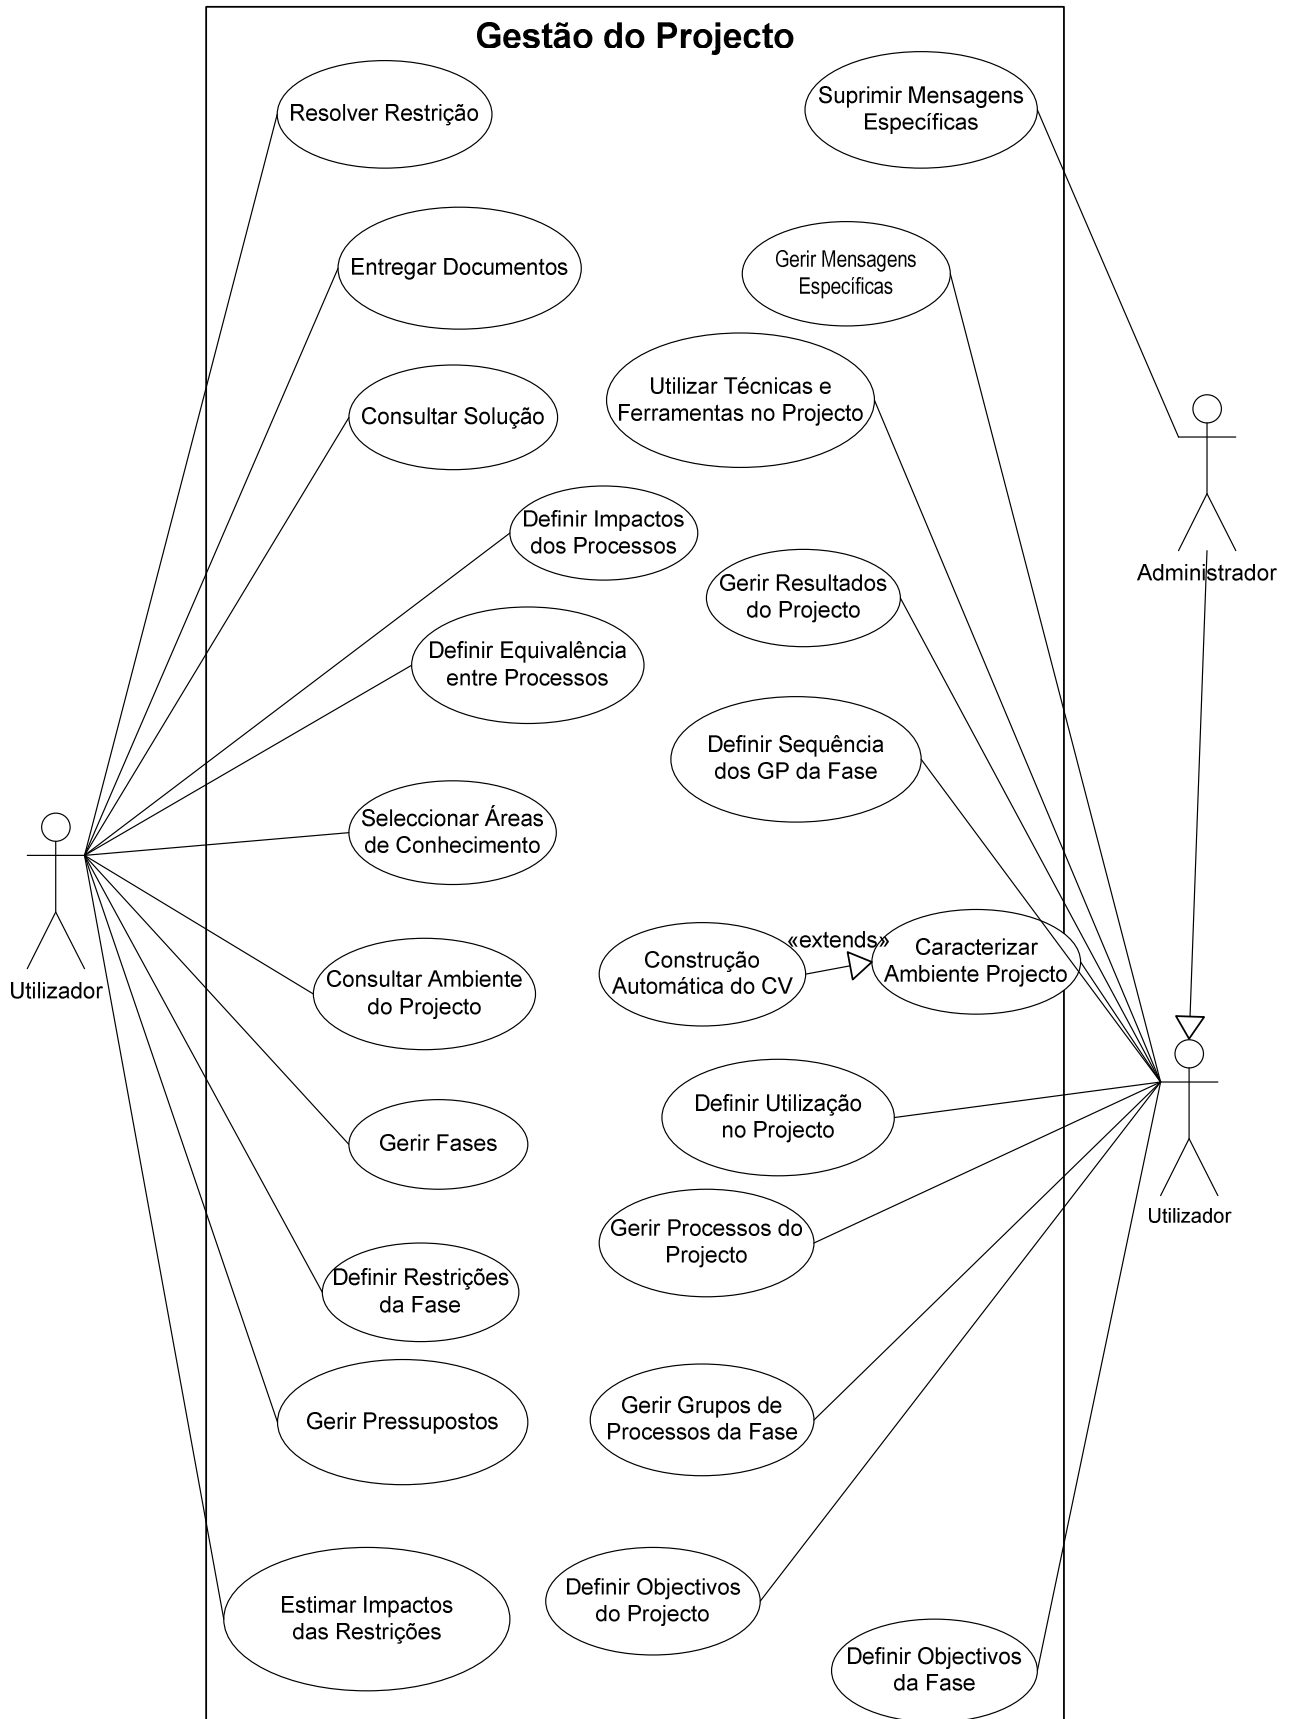 Gestão do Projecto
Resolver Restrição
Suprimir Mensagens
Específicas
Entregar Documentos
Gerir Mensagens
Específicas
Consultar Solução
Utilizar Técnicas e
Ferramentas no Projecto
Definir Impactos
dos Processos
Administrador
Gerir Resultados
do Projecto
Definir Equivalência
entre Processos
Definir Sequência
dos GP da Fase
Seleccionar Áreas
de Conhecimento
Utilizador
Consultar Ambiente
do Projecto
Construção
Automática do CV
«extends»
Caracterizar
Ambiente Projecto
Definir Utilização
no Projecto
Gerir Fases
Utilizador
Gerir Processos do
Projecto
Definir Restrições
da Fase
Gerir Pressupostos
Gerir Grupos de
Processos da Fase
Estimar Impactos
das Restrições
Definir Objectivos
do Projecto
Definir Objectivos
da Fase